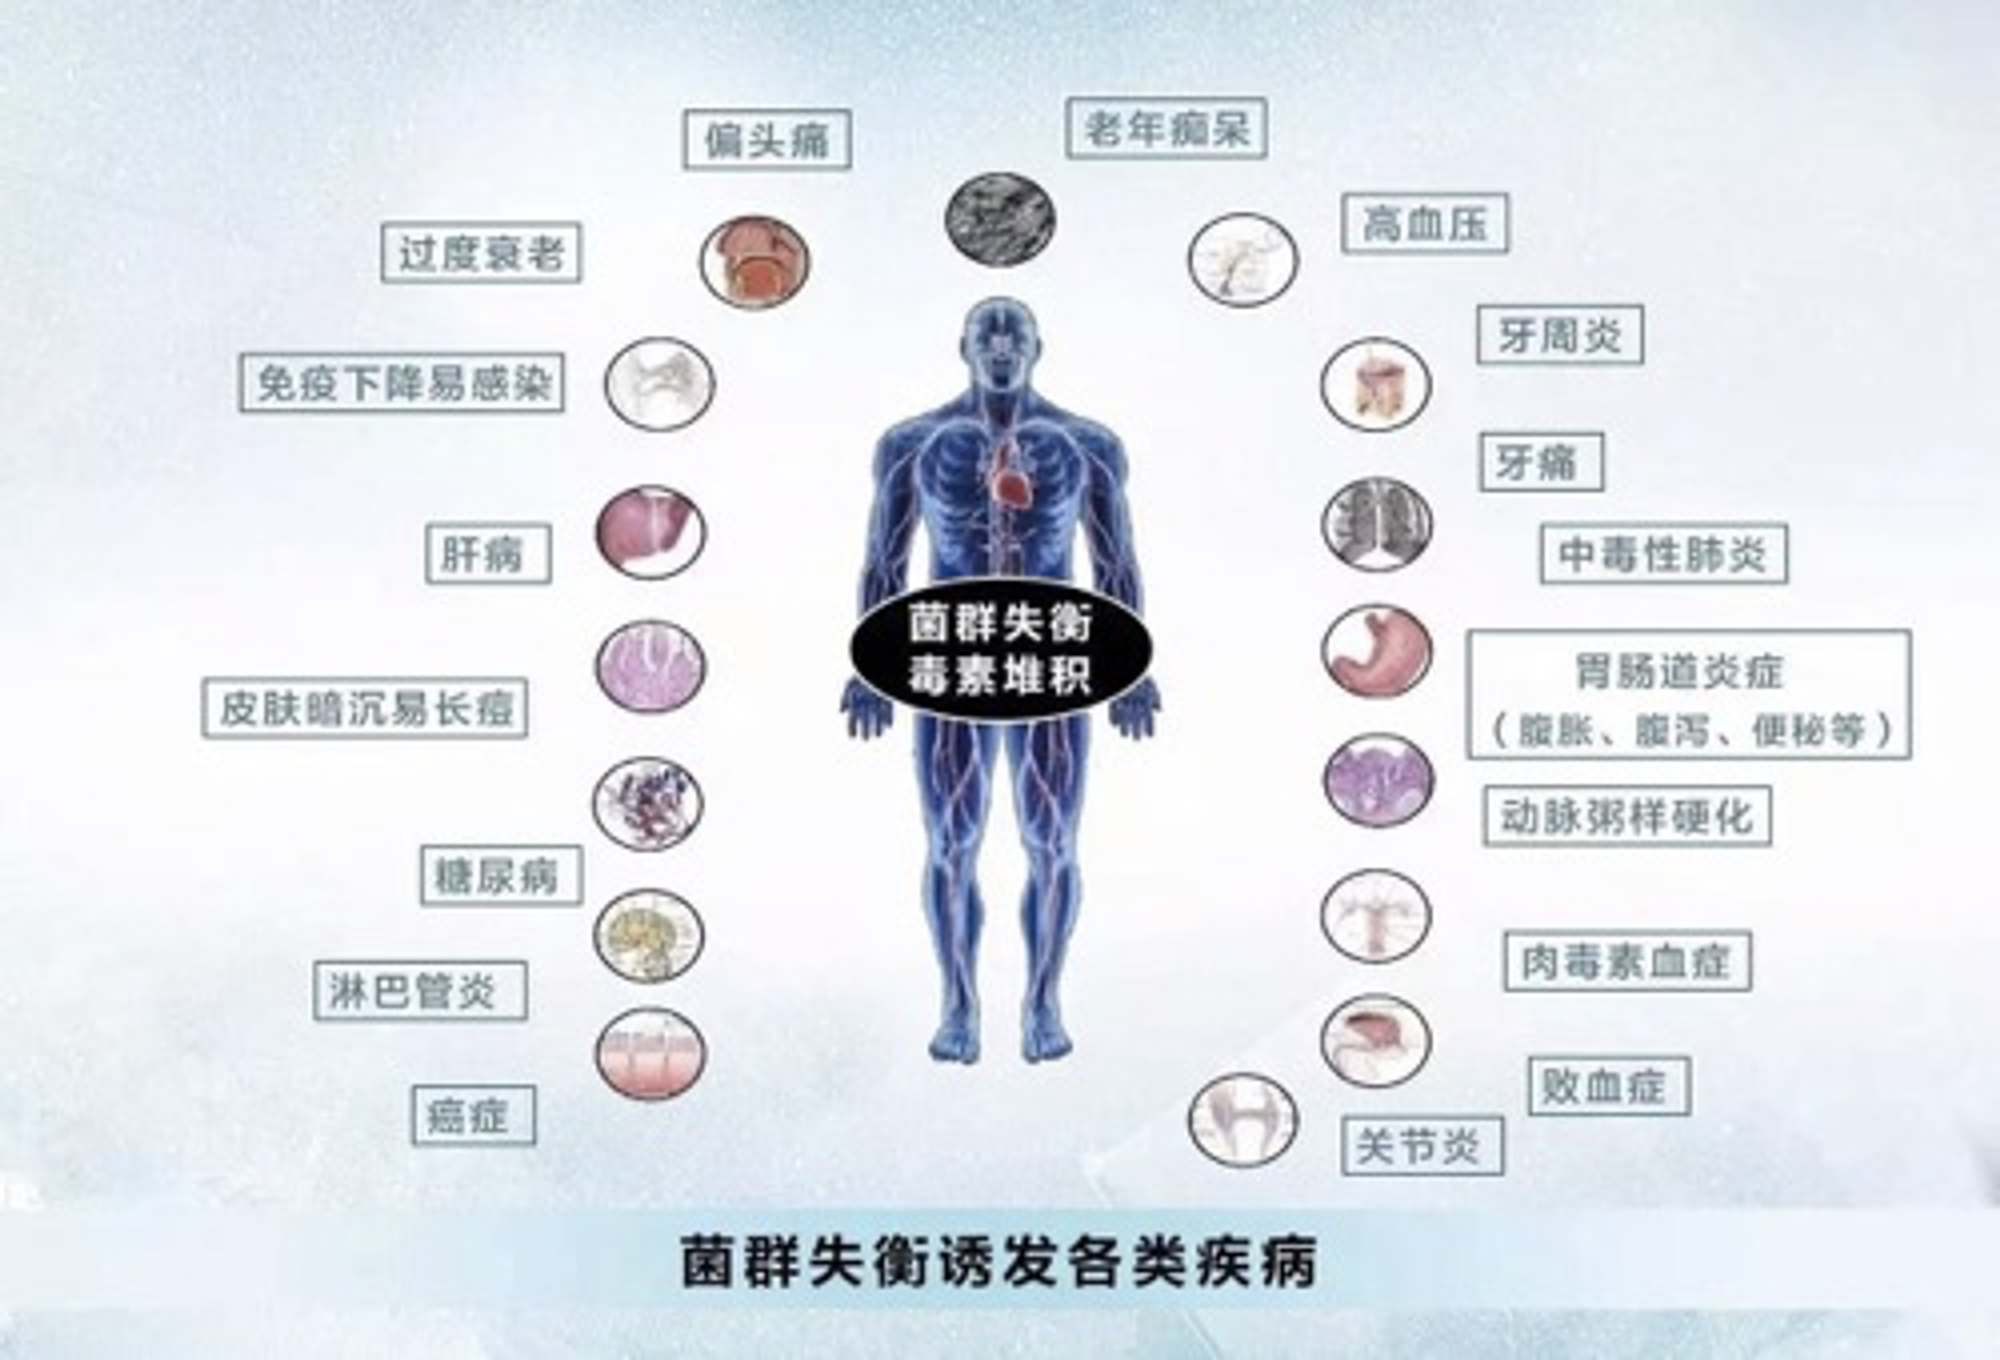 偏头痛
老年痴呆
过度衰老
高血压
免疫下降易感染
牙周炎
牙痛
肝病
中毒性肺炎
菌群失衡
毒素堆积
胃肠道炎症
（腹胀、腹泻、便秘等）
皮肤暗沉易长痘
动脉粥样硬化
糖尿病
淋巴管炎
肉毒素血症
癌症
败血症
关节炎
菌群失衡诱发各类疾病